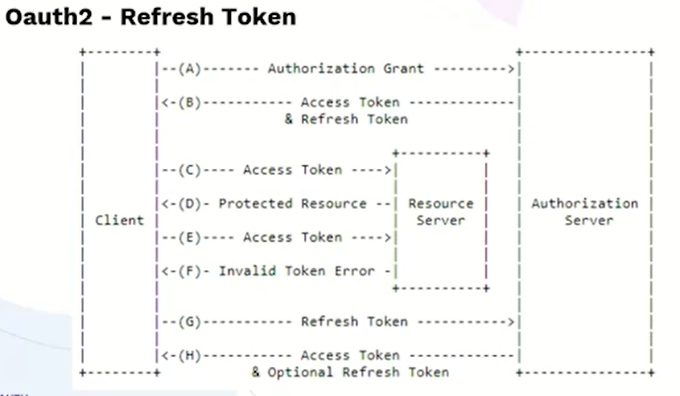 Oauth2 - Refresh Token
+--------+                                           +---------------+
|        |--(A)------- Authorization Grant --------->|               |
|        |<-(B)----------- Access Token -------------|               |
|        |               & Refresh Token             |               |
|        |                            +----------+   |               |
|        |--(C)---- Access Token ---->|          |   |               |
|        |<-(D)- Protected Resource --| Resource |   | Authorization |
| Client |                            |  Server  |   |     Server    |
|        |--(E)---- Access Token ---->|          |   |               |
|        |<-(F)- Invalid Token Error -|          |   |               |
|        |                            +----------+   |               |
|        |--(G)----------- Refresh Token ----------->|               |
|        |<-(H)----------- Access Token -------------|               |
+--------+           & Optional Refresh Token        +---------------+